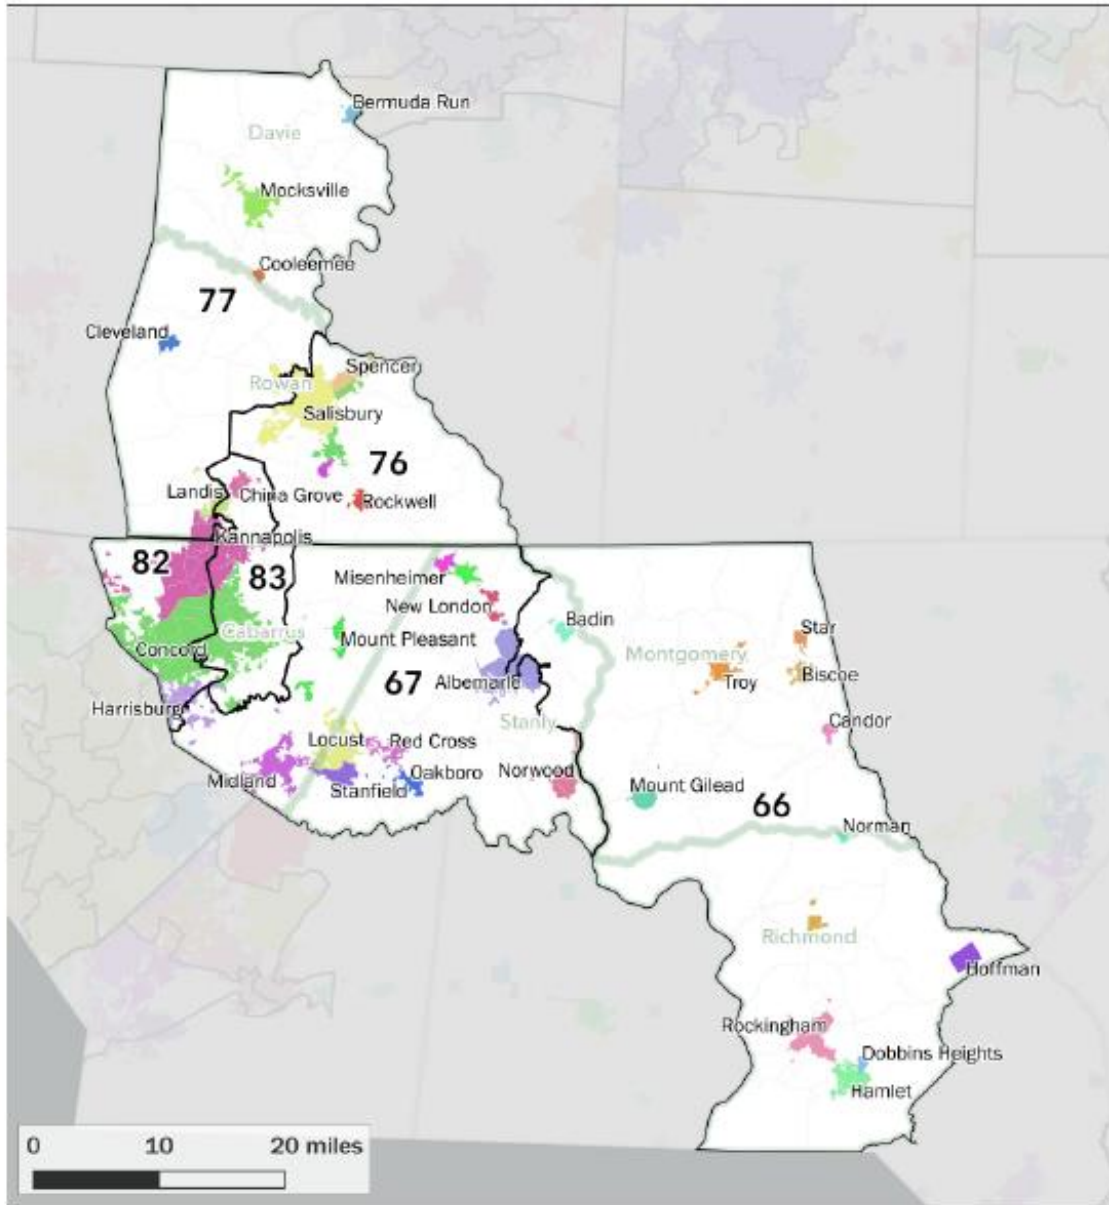 Bermuda Run
Davie
Mocksville
Cooleemee
77
Cleveland
Spencer
Rowan
Salisbury
76
Landis
China Grove
Rockwell
Kannapolis
82
83
Misenheimer
New London
Badin
Star
Cabarrus
Mount Pleasant
Concord
Montgomery
67
Albemarle
Troy
Biscoe
Harrisburg
Stanly
Candor
Locust
Red Cross
Midland
Oakboro
Norwood
Stanfield
Mount Gilead
66
Norman
Richmond
Hoffman
Rockingham
Dobbins Heights
Hamlet
0 10 20 miles